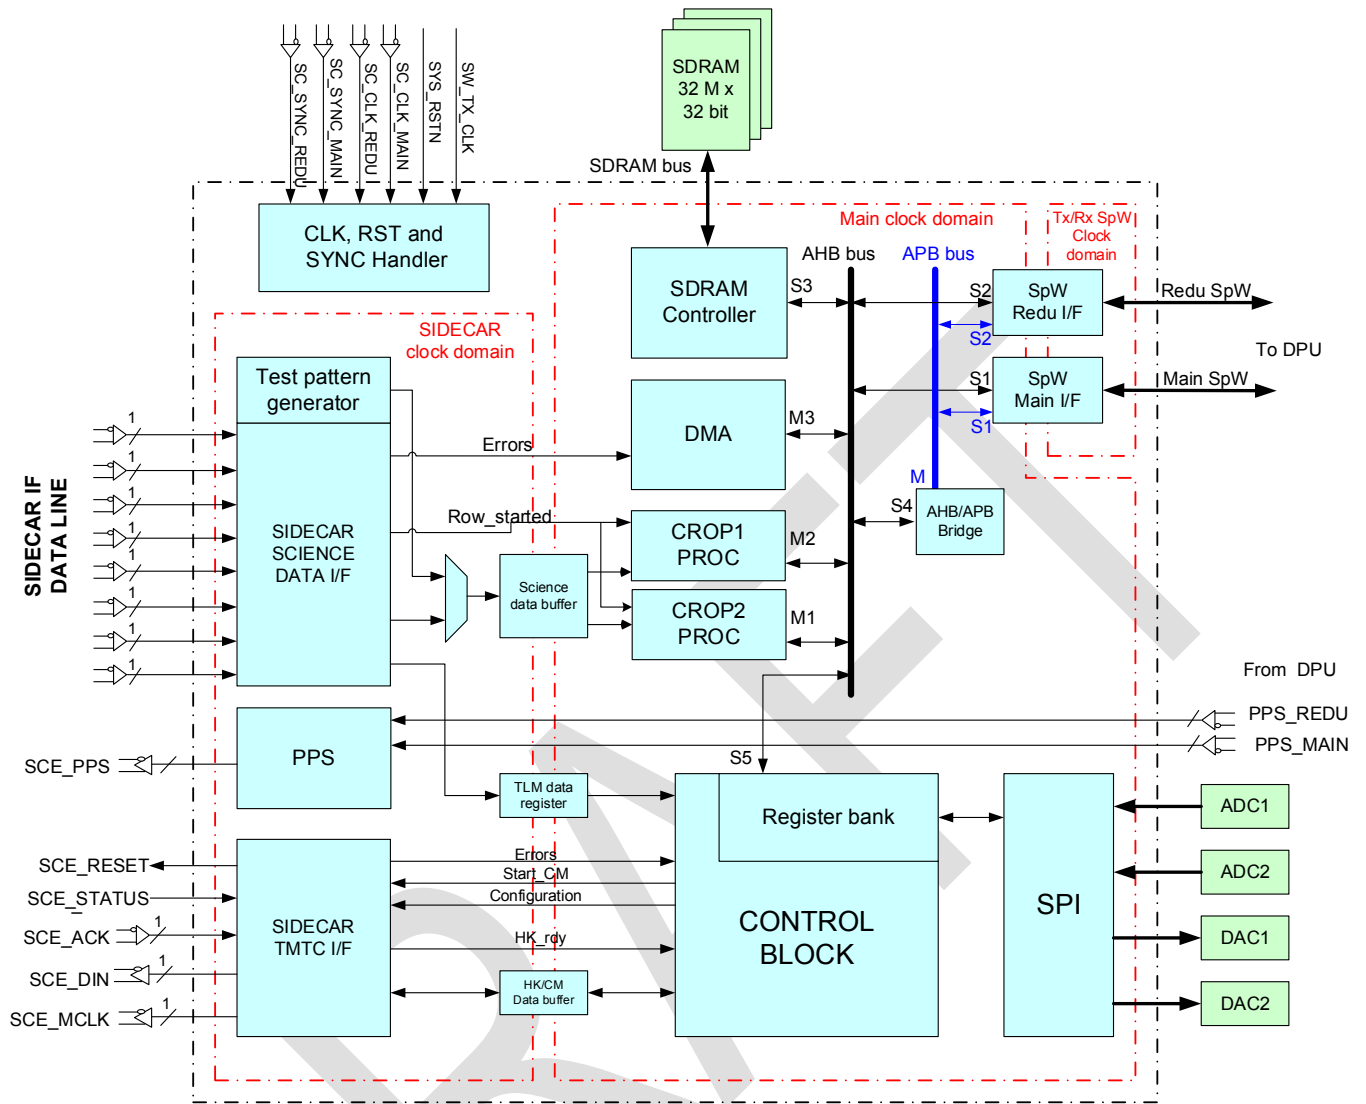 SC_SYNC_REDU
SC_SYNC_MAIN
SC_CLK_REDU
SC_CLK_MAIN
SYS_RSTN
SW_TX_CLK
SDRAM
32 M x
32 bit
SDRAM bus
CLK, RST and
SYNC Handler
Main clock domain
Tx/Rx SpW
Clock
domain
AHB bus
APB bus
SDRAM
Controller
S3
S2
S2
SpW
Redu I/F
Redu SpW
To DPU
SIDECAR
clock domain
Test pattern
generator
S1
S1
SpW
Main I/F
Main SpW
DMA
M3
Errors
M
S4
AHB/APB
Bridge
SIDECAR IF
DATA LINE
1
1
1
1
1
1
1
1
SIDECAR
SCIENCE
DATA I/F
Row_started
CROP1
PROC
M2
Science
data buffer
CROP2
PROC
M1
From DPU
PPS_REDU
PPS_MAIN
PPS
SCE_PPS
S5
TLM data
register
Register bank
ADC1
ADC2
DAC1
DAC2
SPI
CONTROL
BLOCK
SCE_RESET
SCE_STATUS
SCE_ACK
1
SCE_DIN
1
SCE_MCLK
1
SIDECAR
TMTC I/F
Errors
Start_CM
Configuration
HK_rdy
HK/CM
Data buffer
DRAFT